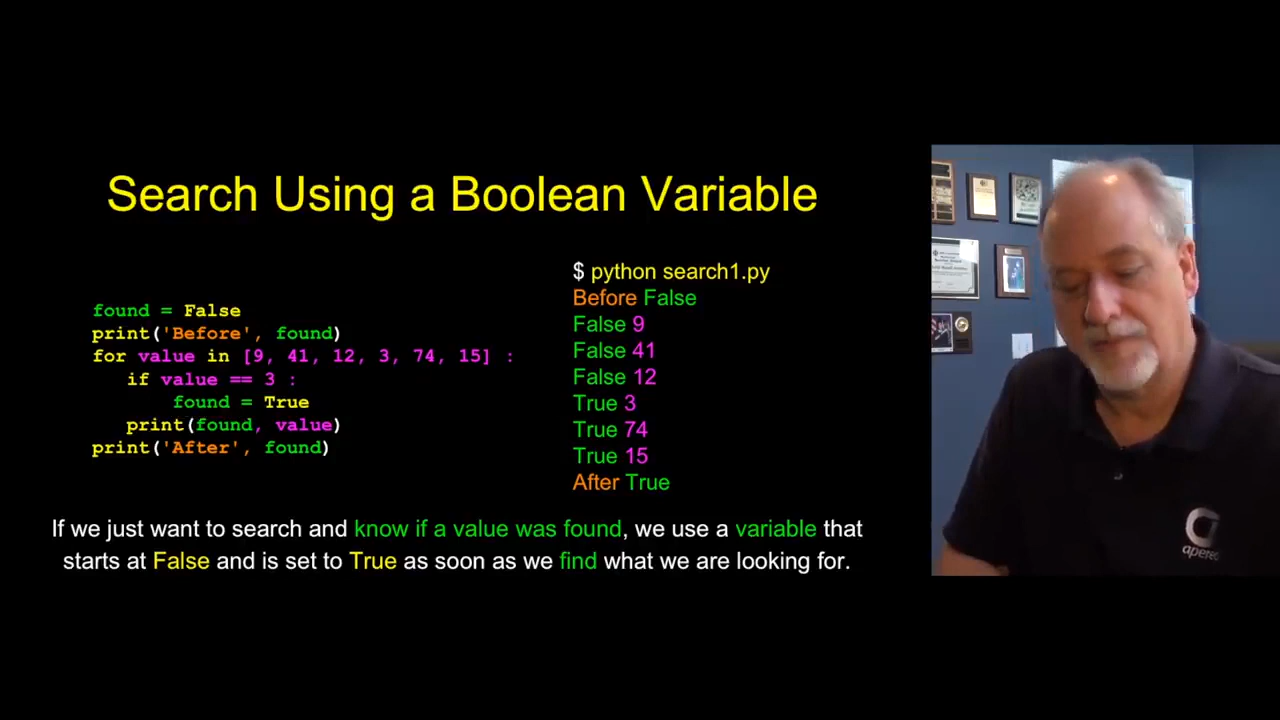 Search Using a Boolean Variable
found = False
print('Before', found)
for value in [9, 41, 12, 3, 74, 15] :
if value == 3 :
found = True
print(found, value)
print('After', found)
$ python search1.py
Before False
False 9
False 41
False 12
True 3
True 74
True 15
After True
If we just want to search and know if a value was found, we use a variable that
starts at False and is set to True as soon as we find what we are looking for.